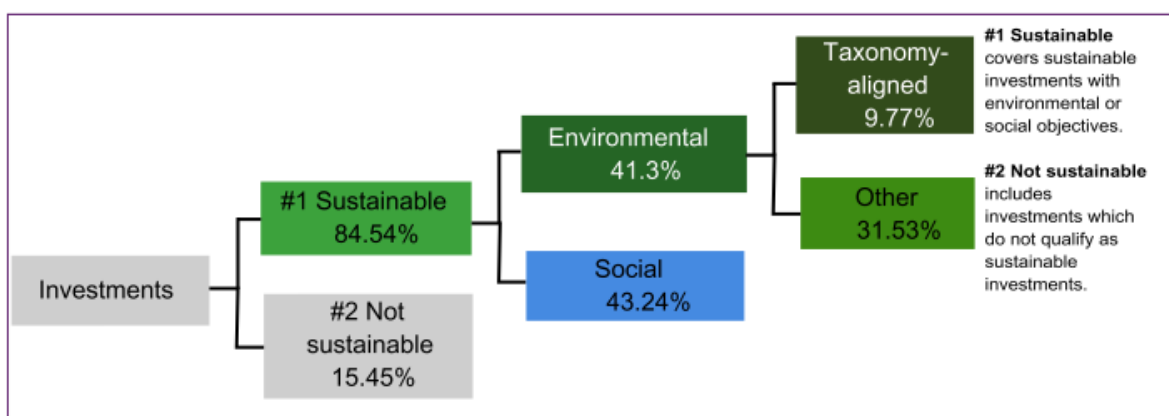 Investments
#1 Sustainable
84.54%
#2 Not
sustainable
15.45%
Environmental
41.3%
Social
43.24%
Taxonomy-
aligned
9.77%
Other
31.53%
#1 Sustainable
covers sustainable
investments with
environmental or
social objectives.
#2 Not sustainable
includes
investments which
do not qualify as
sustainable
investments.